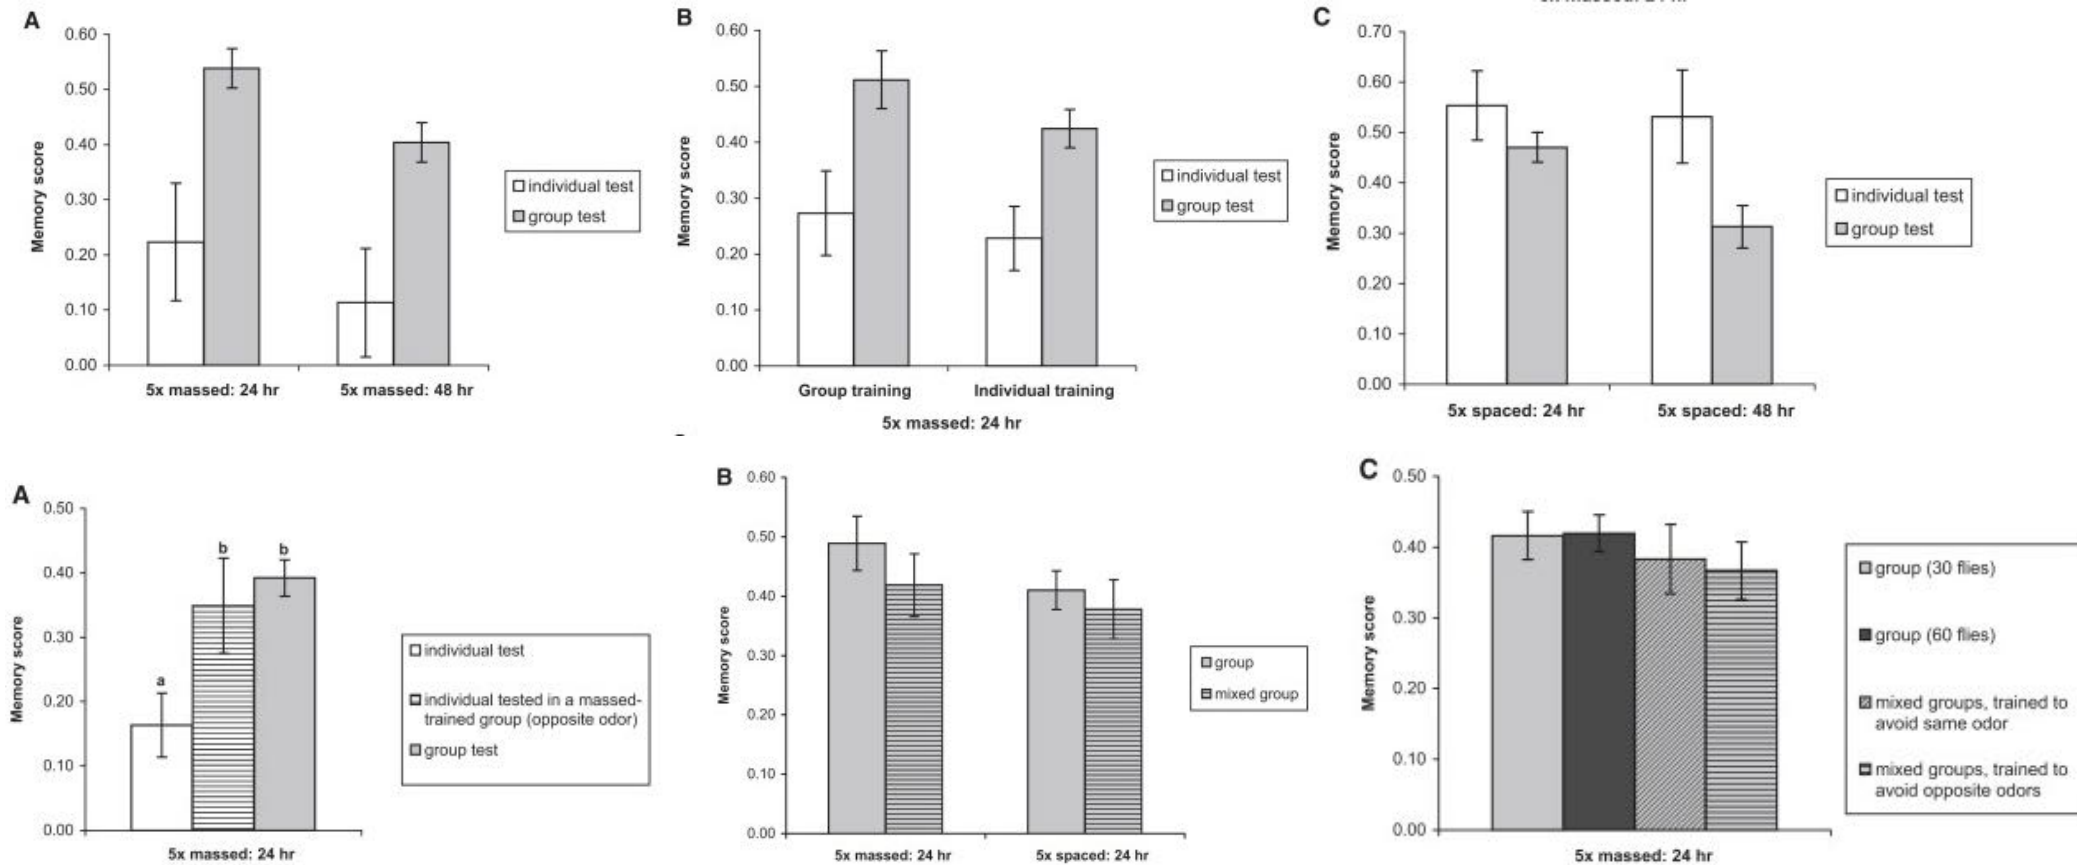 A
0.60
0.50
0.40
0.30
0.20
0.10
0.00
Memory score
5x massed: 24 hr
5x massed: 48 hr
individual test
group test
B
0.60
0.50
0.40
0.30
0.20
0.10
0.00
Memory score
Group training
Individual training
5x massed: 24 hr
individual test
group test
C
0.70
0.60
0.50
0.40
0.30
0.20
0.10
0.00
Memory score
5x spaced: 24 hr
5x spaced: 48 hr
individual test
group test
A
0.50
0.40
0.30
0.20
0.10
0.00
Memory score
a
b
b
5x massed: 24 hr
individual test
individual tested in a massed-
trained group (opposite odor)
group test
B
0.60
0.50
0.40
0.30
0.20
0.10
0.00
Memory score
5x massed: 24 hr
5x spaced: 24 hr
group
mixed group
C
0.50
0.40
0.30
0.20
0.10
0.00
Memory score
5x massed: 24 hr
group (30 flies)
group (60 flies)
mixed groups, trained to
avoid same odor
mixed groups, trained to
avoid opposite odors